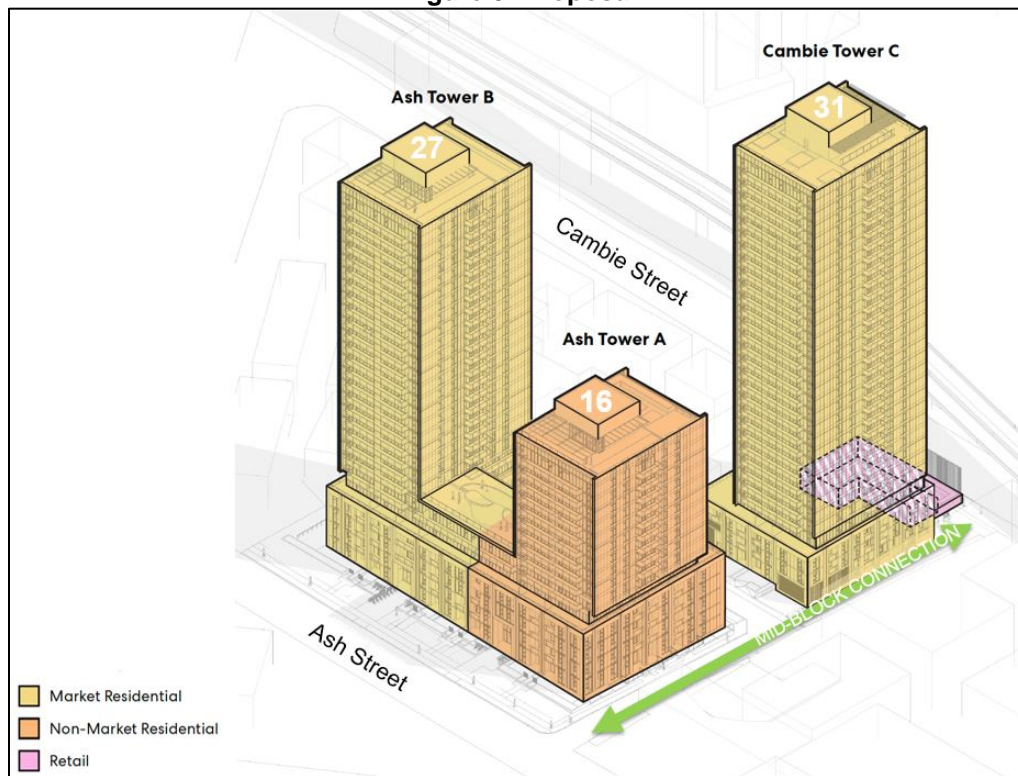 Cambie Tower C
31
Ash Tower B
27
Cambie Street
Ash Tower A
16
MID-BLOCK CONNECTION
Ash Street
Market Residential
Non-Market Residential
Retail